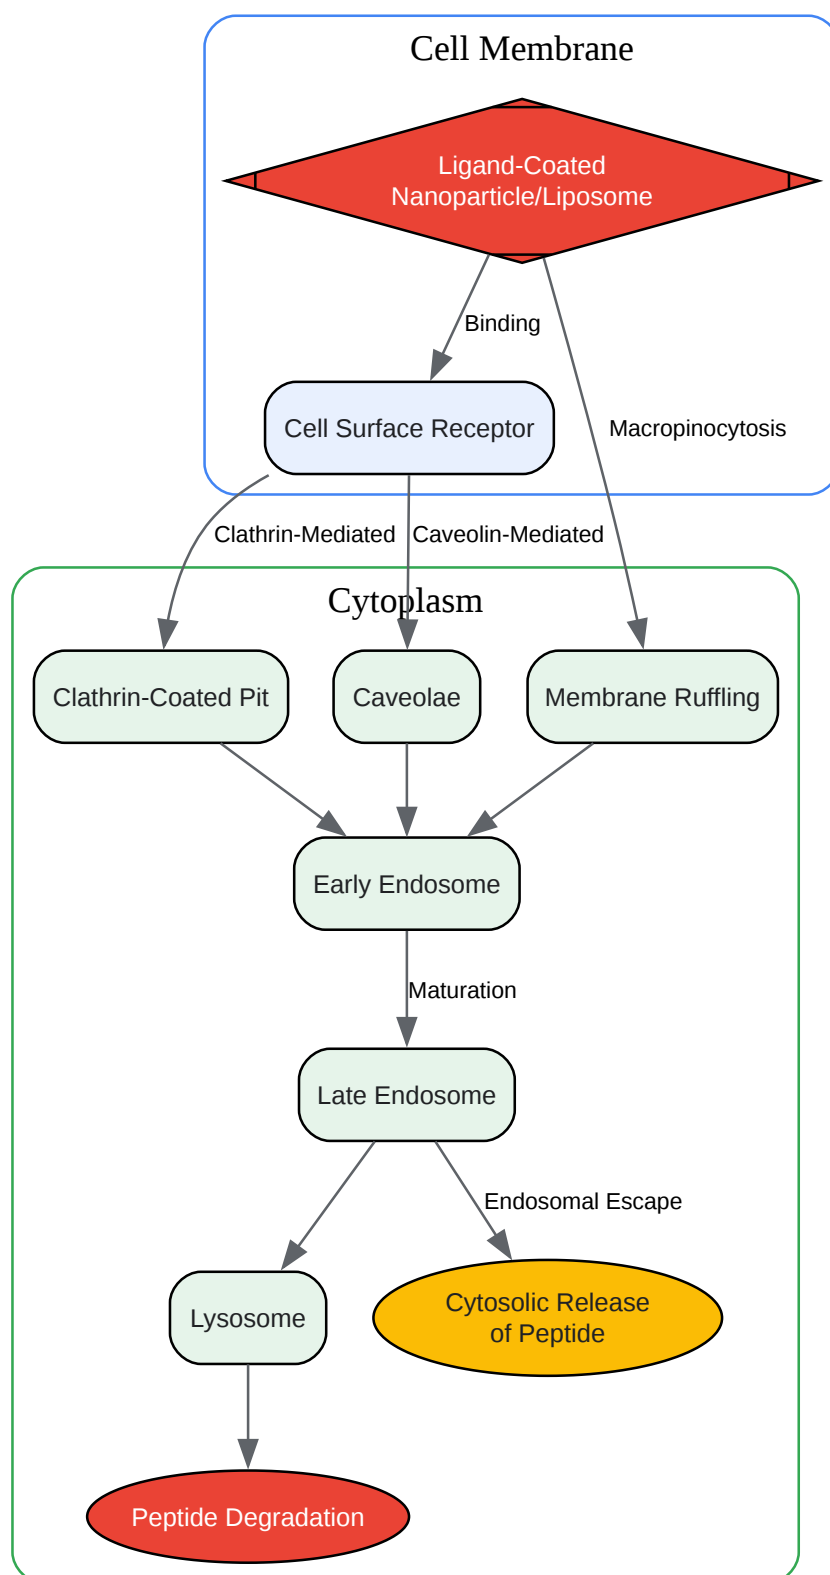 Cell Membrane
Ligand-Coated
Nanoparticle/Liposome
Binding
Cell Surface Receptor
Macropinocytosis
Clathrin-Mediated
Caveolin-Mediated
Cytoplasm
Clathrin-Coated Pit
Caveolae
Membrane Ruffling
Early Endosome
Maturation
Late Endosome
Endosomal Escape
Lysosome
Cytosolic Release
of Peptide
Peptide Degradation